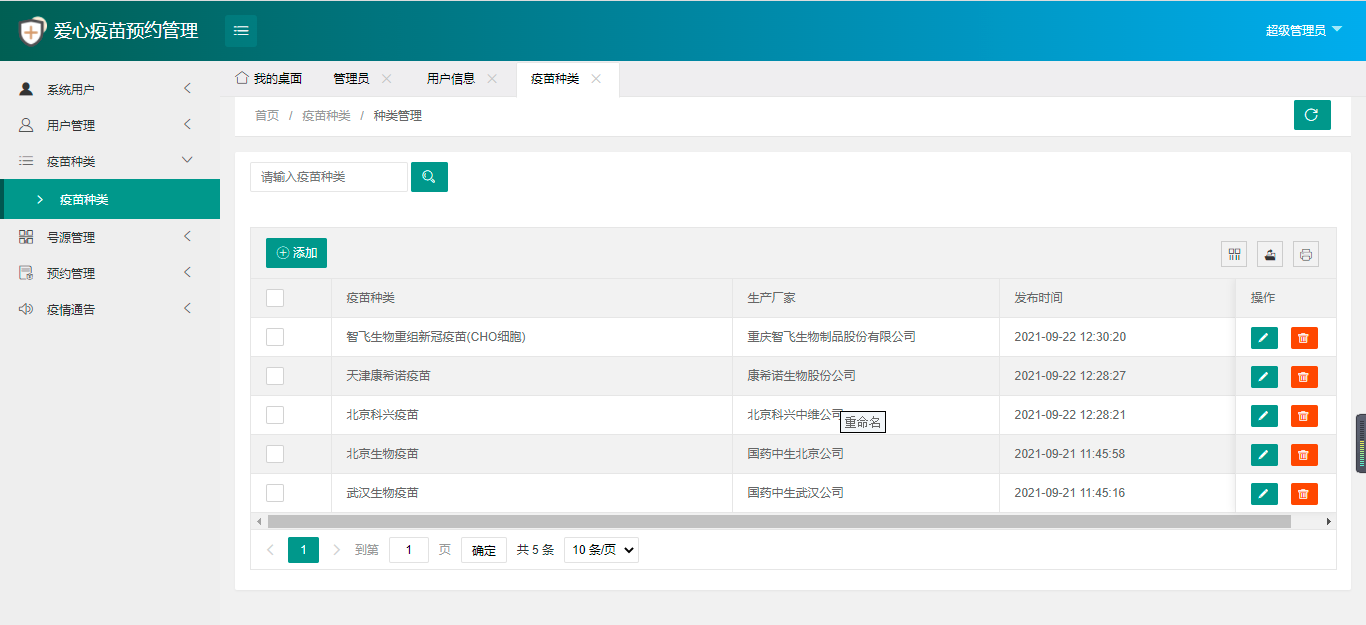 爱心疫苗预约管理
超级管理员
系统用户
用户管理
疫苗种类
疫苗种类
号源管理
预约管理
疫情通告
我的桌面 管理员 用户信息 疫苗种类
首页 / 疫苗种类 / 种类管理
请输入疫苗种类
添加
疫苗种类 生产厂家 发布时间 操作
智飞生物重组新冠疫苗(CHO细胞) 重庆智飞生物制品股份有限公司 2021-09-22 12:30:20
天津康希诺疫苗 康希诺生物股份公司 2021-09-22 12:28:27
北京科兴疫苗 北京科兴中维公司 2021-09-22 12:28:21
重命名
北京生物疫苗 国药中生北京公司 2021-09-21 11:45:58
武汉生物疫苗 国药中生武汉公司 2021-09-21 11:45:16
1 到第 1 页 确定 共 5 条 10 条/页